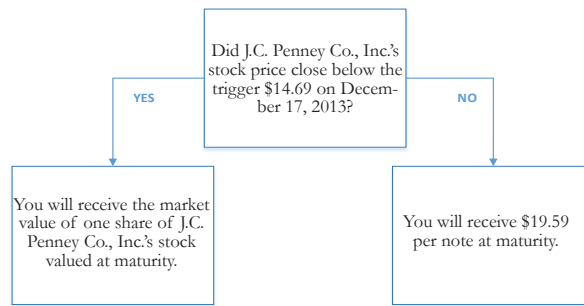 Did J.C. Penney Co., Inc.'s
stock price close below the
trigger $14.69 on Decem-
ber 17, 2013?
YES
NO
You will receive the market
value of one share of J.C.
Penney Co., Inc.'s stock
valued at maturity.
You will receive $19.59
per note at maturity.